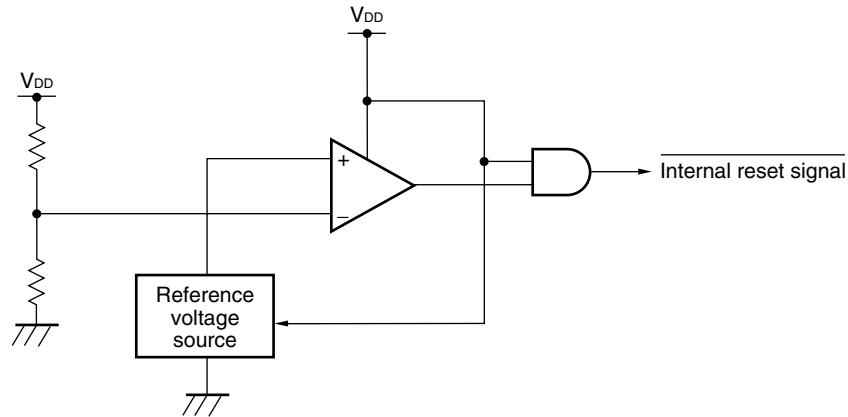 VDD
VDD
+
−
Internal reset signal
Reference
voltage
source